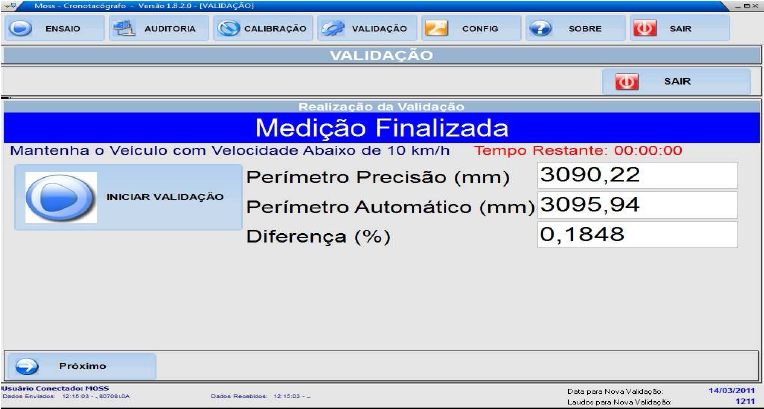 Moss - Cronotacógrafo - Versão 1.8.2.0 - [VALIDAÇÃO]
ENSAIO AUDITORIA CALIBRAÇÃO VALIDAÇÃO CONFIG SOBRE SAIR
VALIDAÇÃO
SAIR
Realização da Validação
Medição Finalizada
Mantenha o Veículo com Velocidade Abaixo de 10 km/h Tempo Restante: 00:00:00
INICIAR VALIDAÇÃO
Perímetro Precisão (mm) 3090,22
Perímetro Automático (mm) 3095,94
Diferença (%) 0,1848
Próximo
Usuário Conectado: MOSS
Dados Enviados: 12:15:03 -
Dados Recebidos: 12:15:03 - ..
Data para Nova Validação: 14/03/2011
Laudos para Nova Validação: 1211